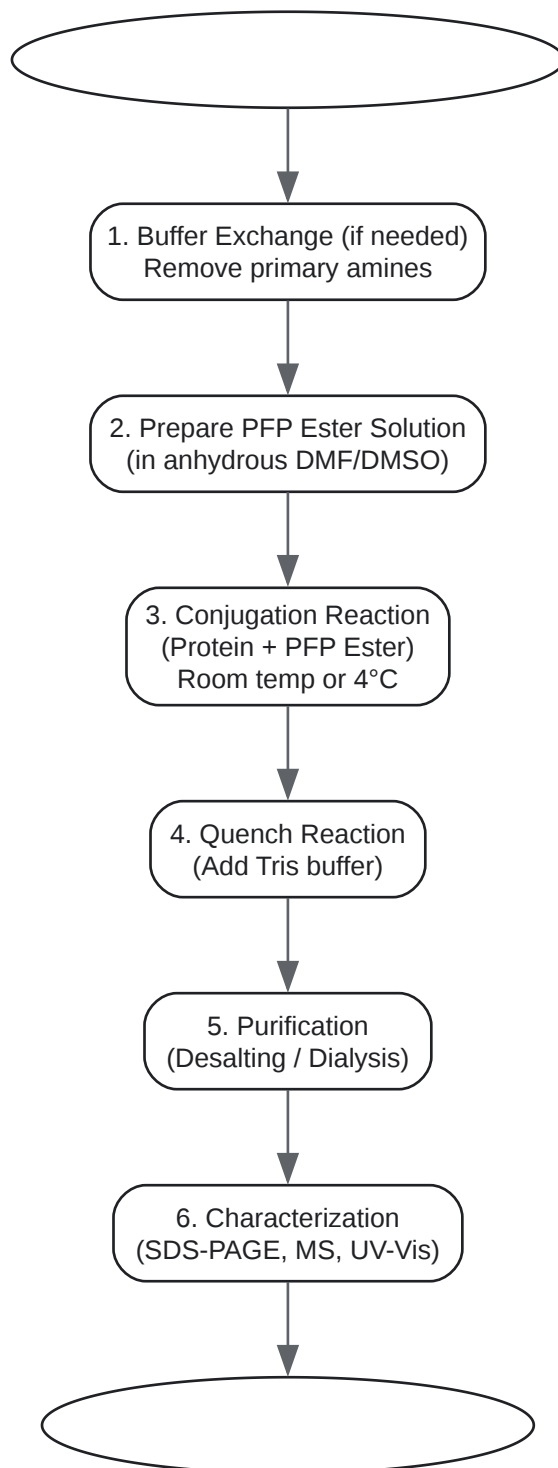 1. Buffer Exchange (if needed)
Remove primary amines
2. Prepare PFP Ester Solution
(in anhydrous DMF/DMSO)
3. Conjugation Reaction
(Protein + PFP Ester)
Room temp or 4°C
4. Quench Reaction
(Add Tris buffer)
5. Purification
(Desalting / Dialysis)
6. Characterization
(SDS-PAGE, MS, UV-Vis)